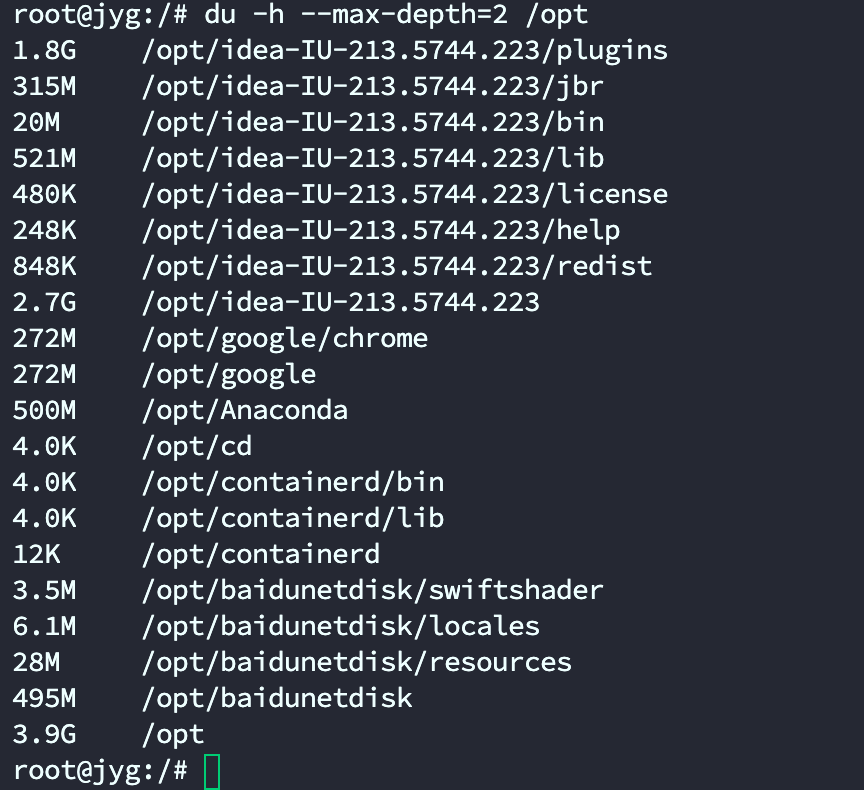 root@jyg:/# du -h --max-depth=2 /opt
1.8G	/opt/idea-IU-213.5744.223/plugins
315M	/opt/idea-IU-213.5744.223/jbr
20M	/opt/idea-IU-213.5744.223/bin
521M	/opt/idea-IU-213.5744.223/lib
480K	/opt/idea-IU-213.5744.223/license
248K	/opt/idea-IU-213.5744.223/help
848K	/opt/idea-IU-213.5744.223/redist
2.7G	/opt/idea-IU-213.5744.223
272M	/opt/google/chrome
272M	/opt/google
500M	/opt/Anaconda
4.0K	/opt/cd
4.0K	/opt/containerd/bin
4.0K	/opt/containerd/lib
12K	/opt/containerd
3.5M	/opt/baidunetdisk/swiftshader
6.1M	/opt/baidunetdisk/locales
28M	/opt/baidunetdisk/resources
495M	/opt/baidunetdisk
3.9G	/opt
root@jyg:/#